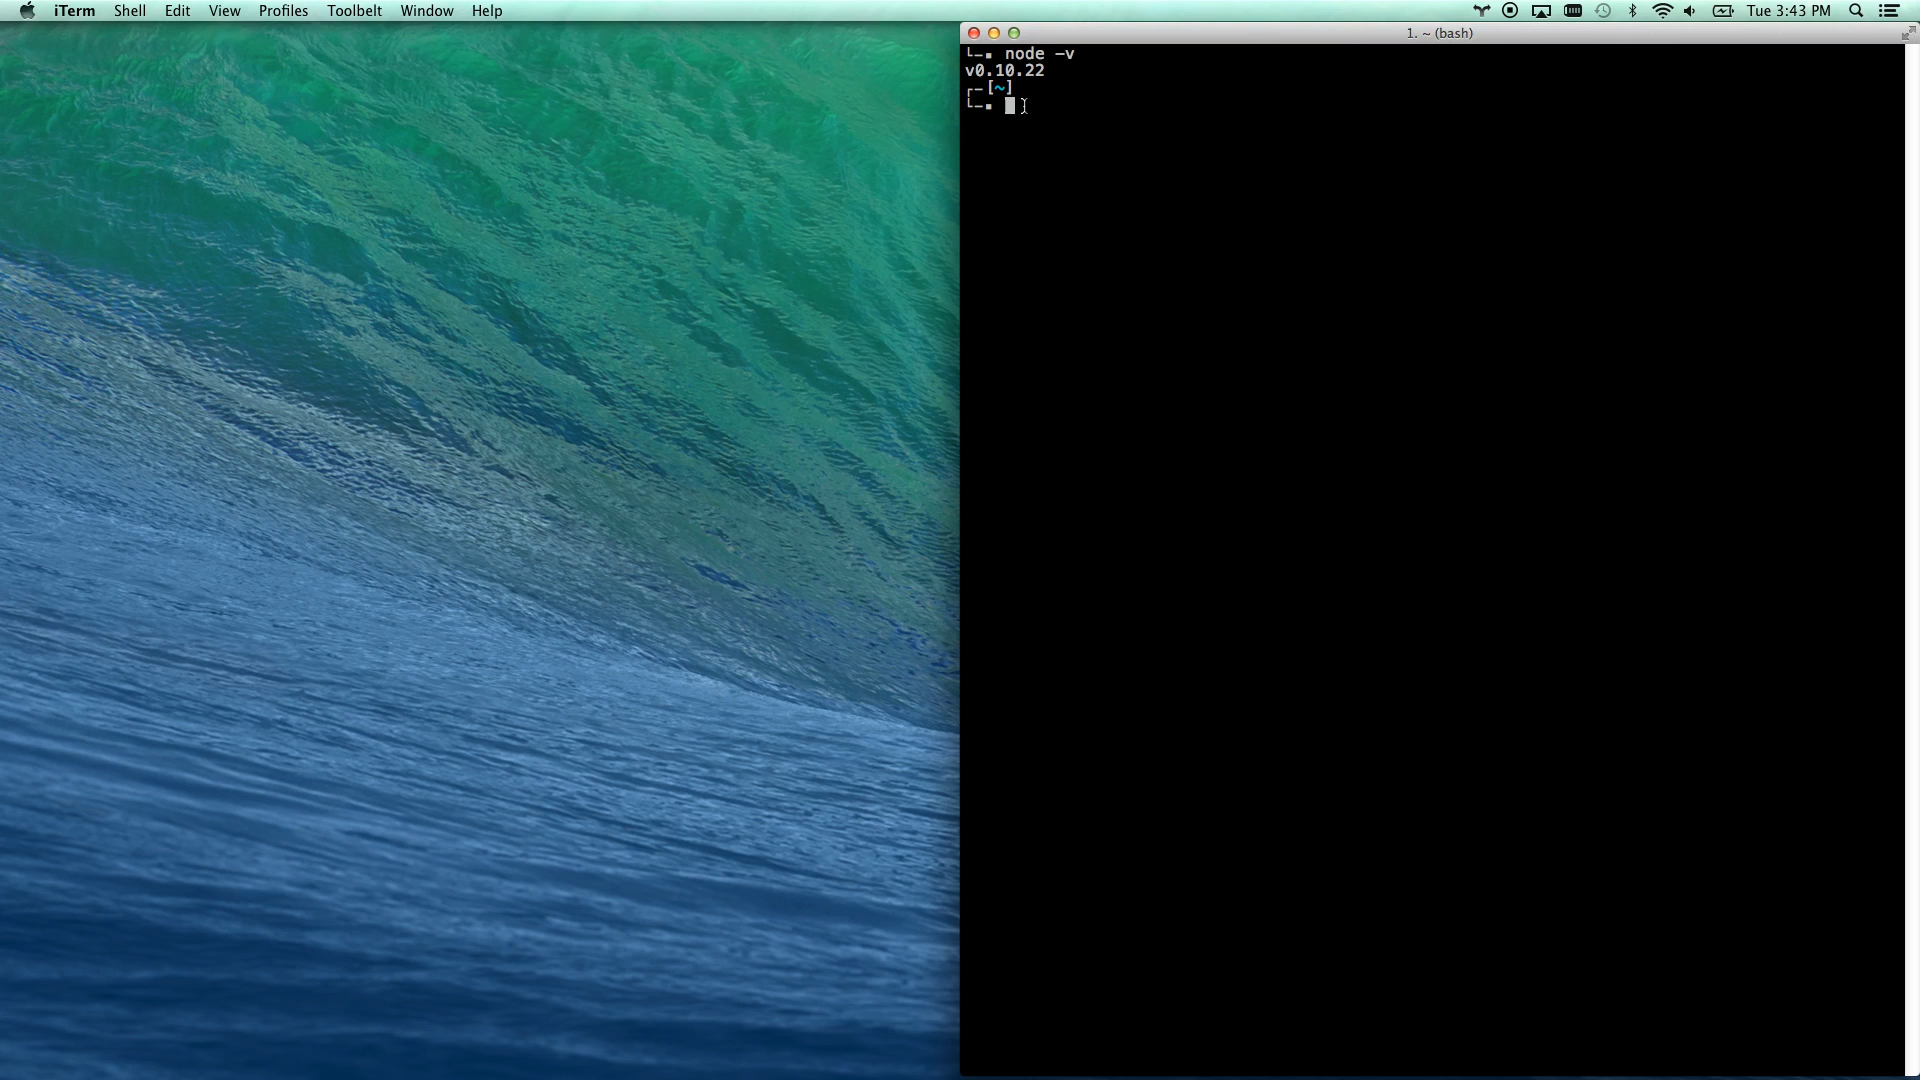 iTerm Shell Edit View Profiles Toolbelt Window Help Tue 3:43 PM
1. ~ (bash)
node -v
v0.10.22
[~]